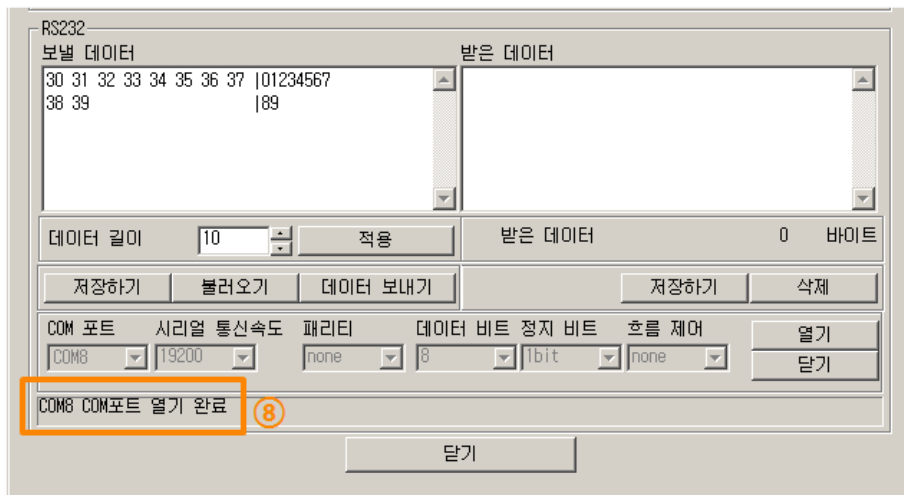 RS232
보낼 데이터 받은 데이터
30 31 32 33 34 35 36 37 |01234567
38 39 |89
데이터 길이 10 적용 받은 데이터 0 바이트
저장하기 불러오기 데이터 보내기 저장하기 삭제
COM 포트 시리얼 통신속도 패리티 데이터 비트 정지 비트 흐름 제어 열기
COM8 19200 none 8 1bit none 닫기
COM8 COM포트 열기 완료 ⑧
닫기